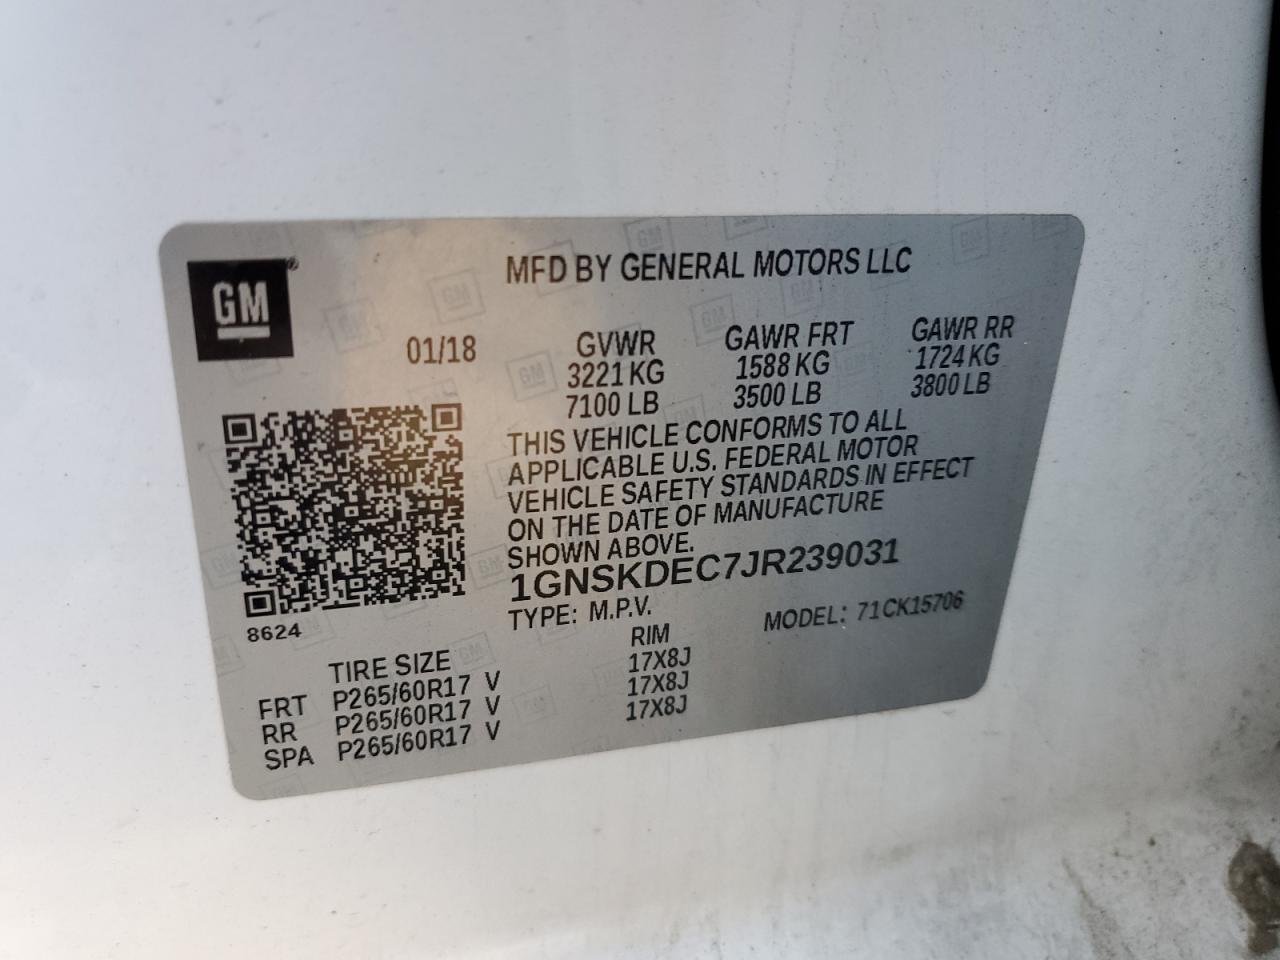 GM
MFD BY GENERAL MOTORS LLC
01/18 GVWR GAWR FRT GAWR RR
3221 KG 1588 KG 1724 KG
7100 LB 3500 LB 3800 LB
THIS VEHICLE CONFORMS TO ALL
APPLICABLE U.S. FEDERAL MOTOR
VEHICLE SAFETY STANDARDS IN EFFECT
ON THE DATE OF MANUFACTURE
SHOWN ABOVE.
1GNSKDEC7JR239031
TYPE: M.P.V. MODEL: 71CK15706
8624
TIRE SIZE RIM
FRT P265/60R17 V 17X8J
RR P265/60R17 V 17X8J
SPA P265/60R17 V 17X8J